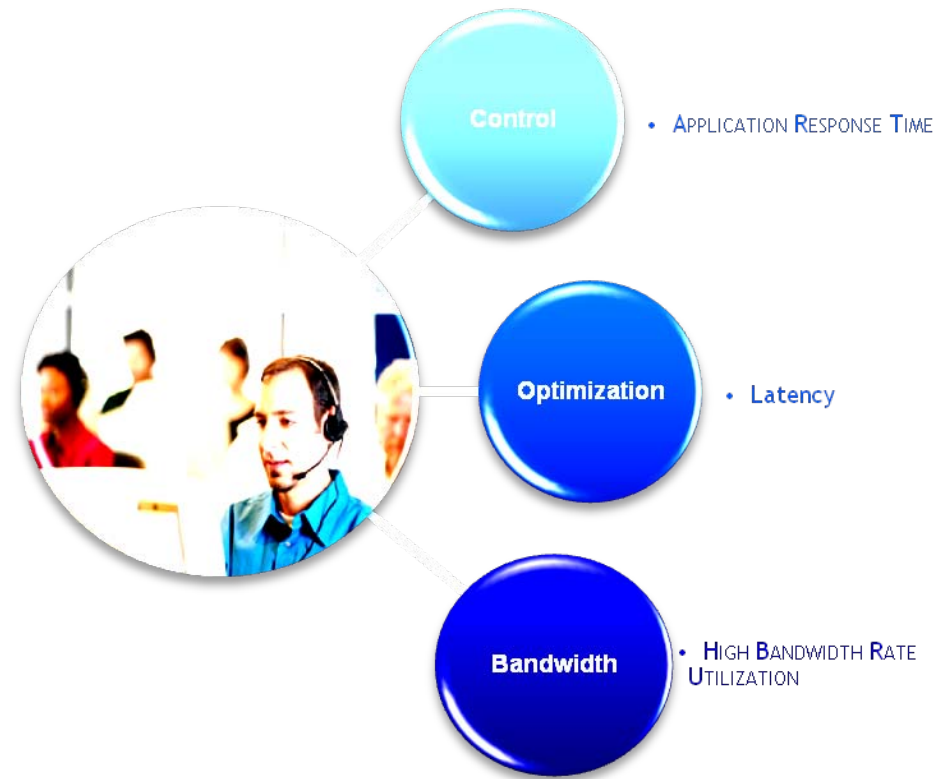 Control
• APPLICATION RESPONSE TIME
Optimization
• Latency
Bandwidth
• HIGH BANDWIDTH RATE
UTILIZATION